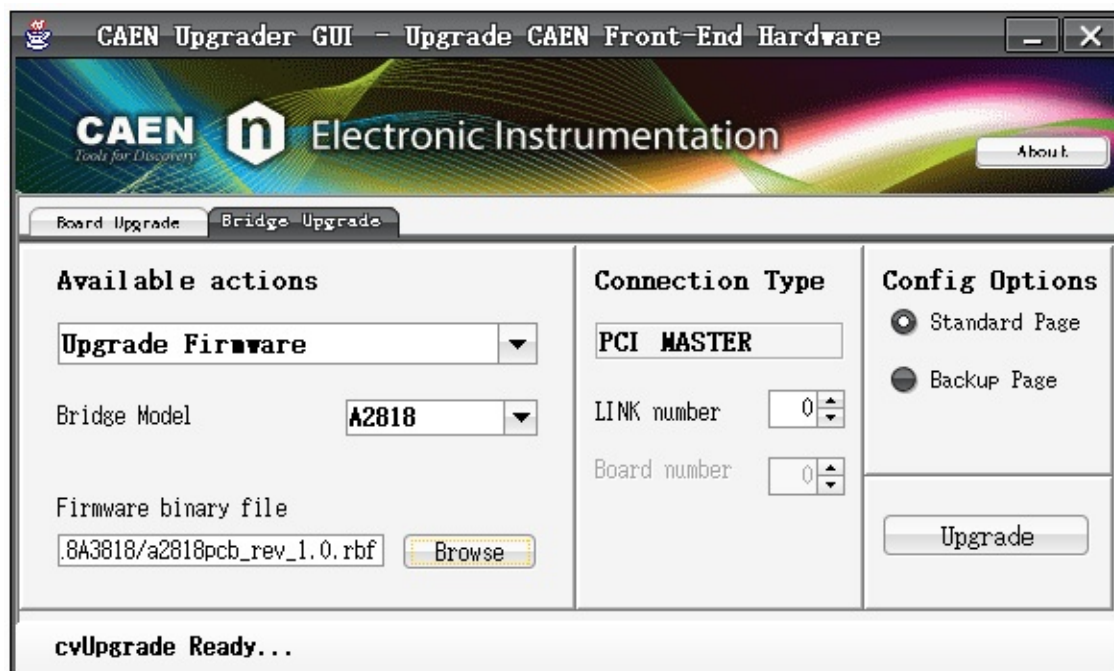 CAEN Upgrader GUI - Upgrade CAEN Front-End Hardware
CAEN n Electronic Instrumentation
Tools for Discovery
About
Board Upgrade Bridge Upgrade
Available actions
Upgrade Firmware
Bridge Model A2818
Firmware binary file
.8A3818/a2818pcb_rev_1.0.rbf Browse
Connection Type
PCI MASTER
LINK number 0
Board number 0
Config Options
Standard Page
Backup Page
Upgrade
cvUpgrade Ready...